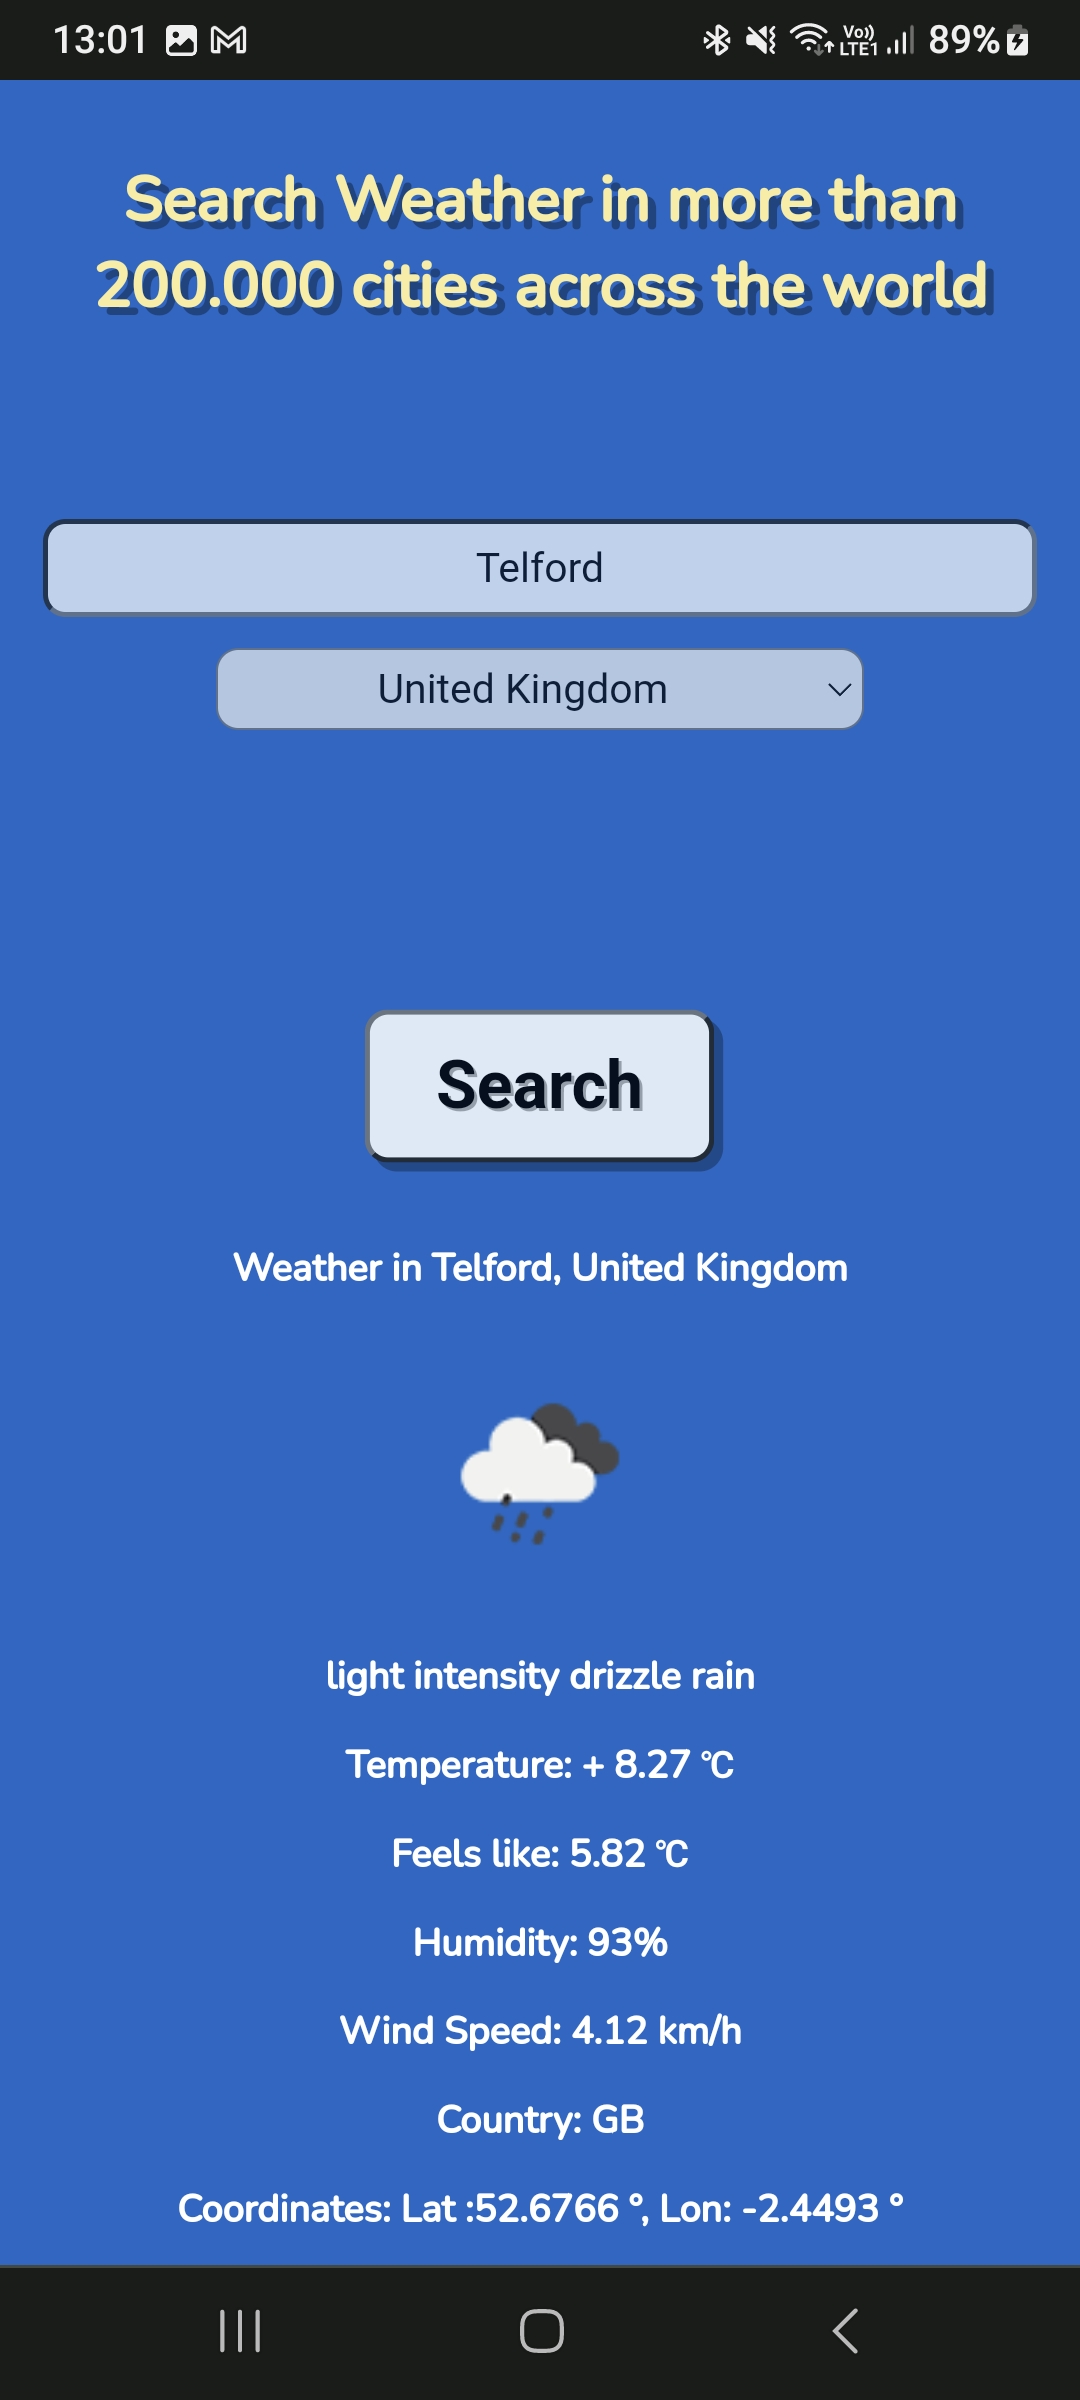 13:01
Vo))
LTE1
89%
Search Weather in more than
200.000 cities across the world
Telford
United Kingdom
Search
Weather in Telford, United Kingdom
light intensity drizzle rain
Temperature: + 8.27 ℃
Feels like: 5.82 ℃
Humidity: 93%
Wind Speed: 4.12 km/h
Country: GB
Coordinates: Lat :52.6766 °, Lon: -2.4493 °